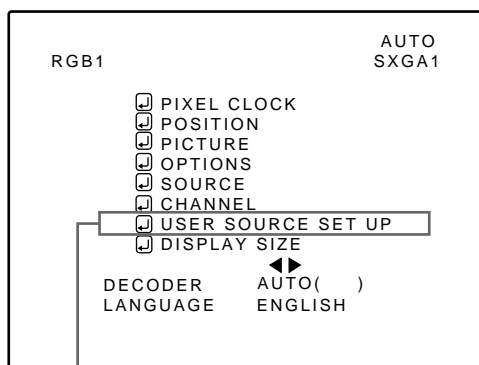 AUTO
RGB1 SXGA1
PIXEL CLOCK
POSITION
PICTURE
OPTIONS
SOURCE
CHANNEL
USER SOURCE SET UP
DISPLAY SIZE
DECODER AUTO( )
LANGUAGE ENGLISH